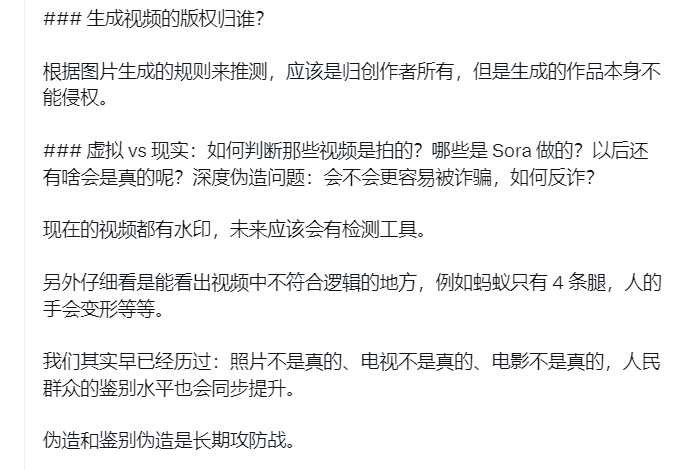 ### 生成视频的版权归谁？
根据图片生成的规则来推测，应该是归创作者所有，但是生成的作品本身不
能侵权。
### 虚拟 vs 现实：如何判断那些视频是拍的？哪些是 Sora 做的？以后还
有啥会是真的呢？深度伪造问题：会不会更容易被诈骗，如何反诈？
现在的视频都有水印，未来应该会有检测工具。
另外仔细看是能看出视频中不符合逻辑的地方，例如蚂蚁只有 4 条腿，人的
手会变形等等。
我们其实早已经历过：照片不是真的、电视不是真的、电影不是真的，人民
群众的鉴别水平也会同步提升。
伪造和鉴别伪造是长期攻防战。